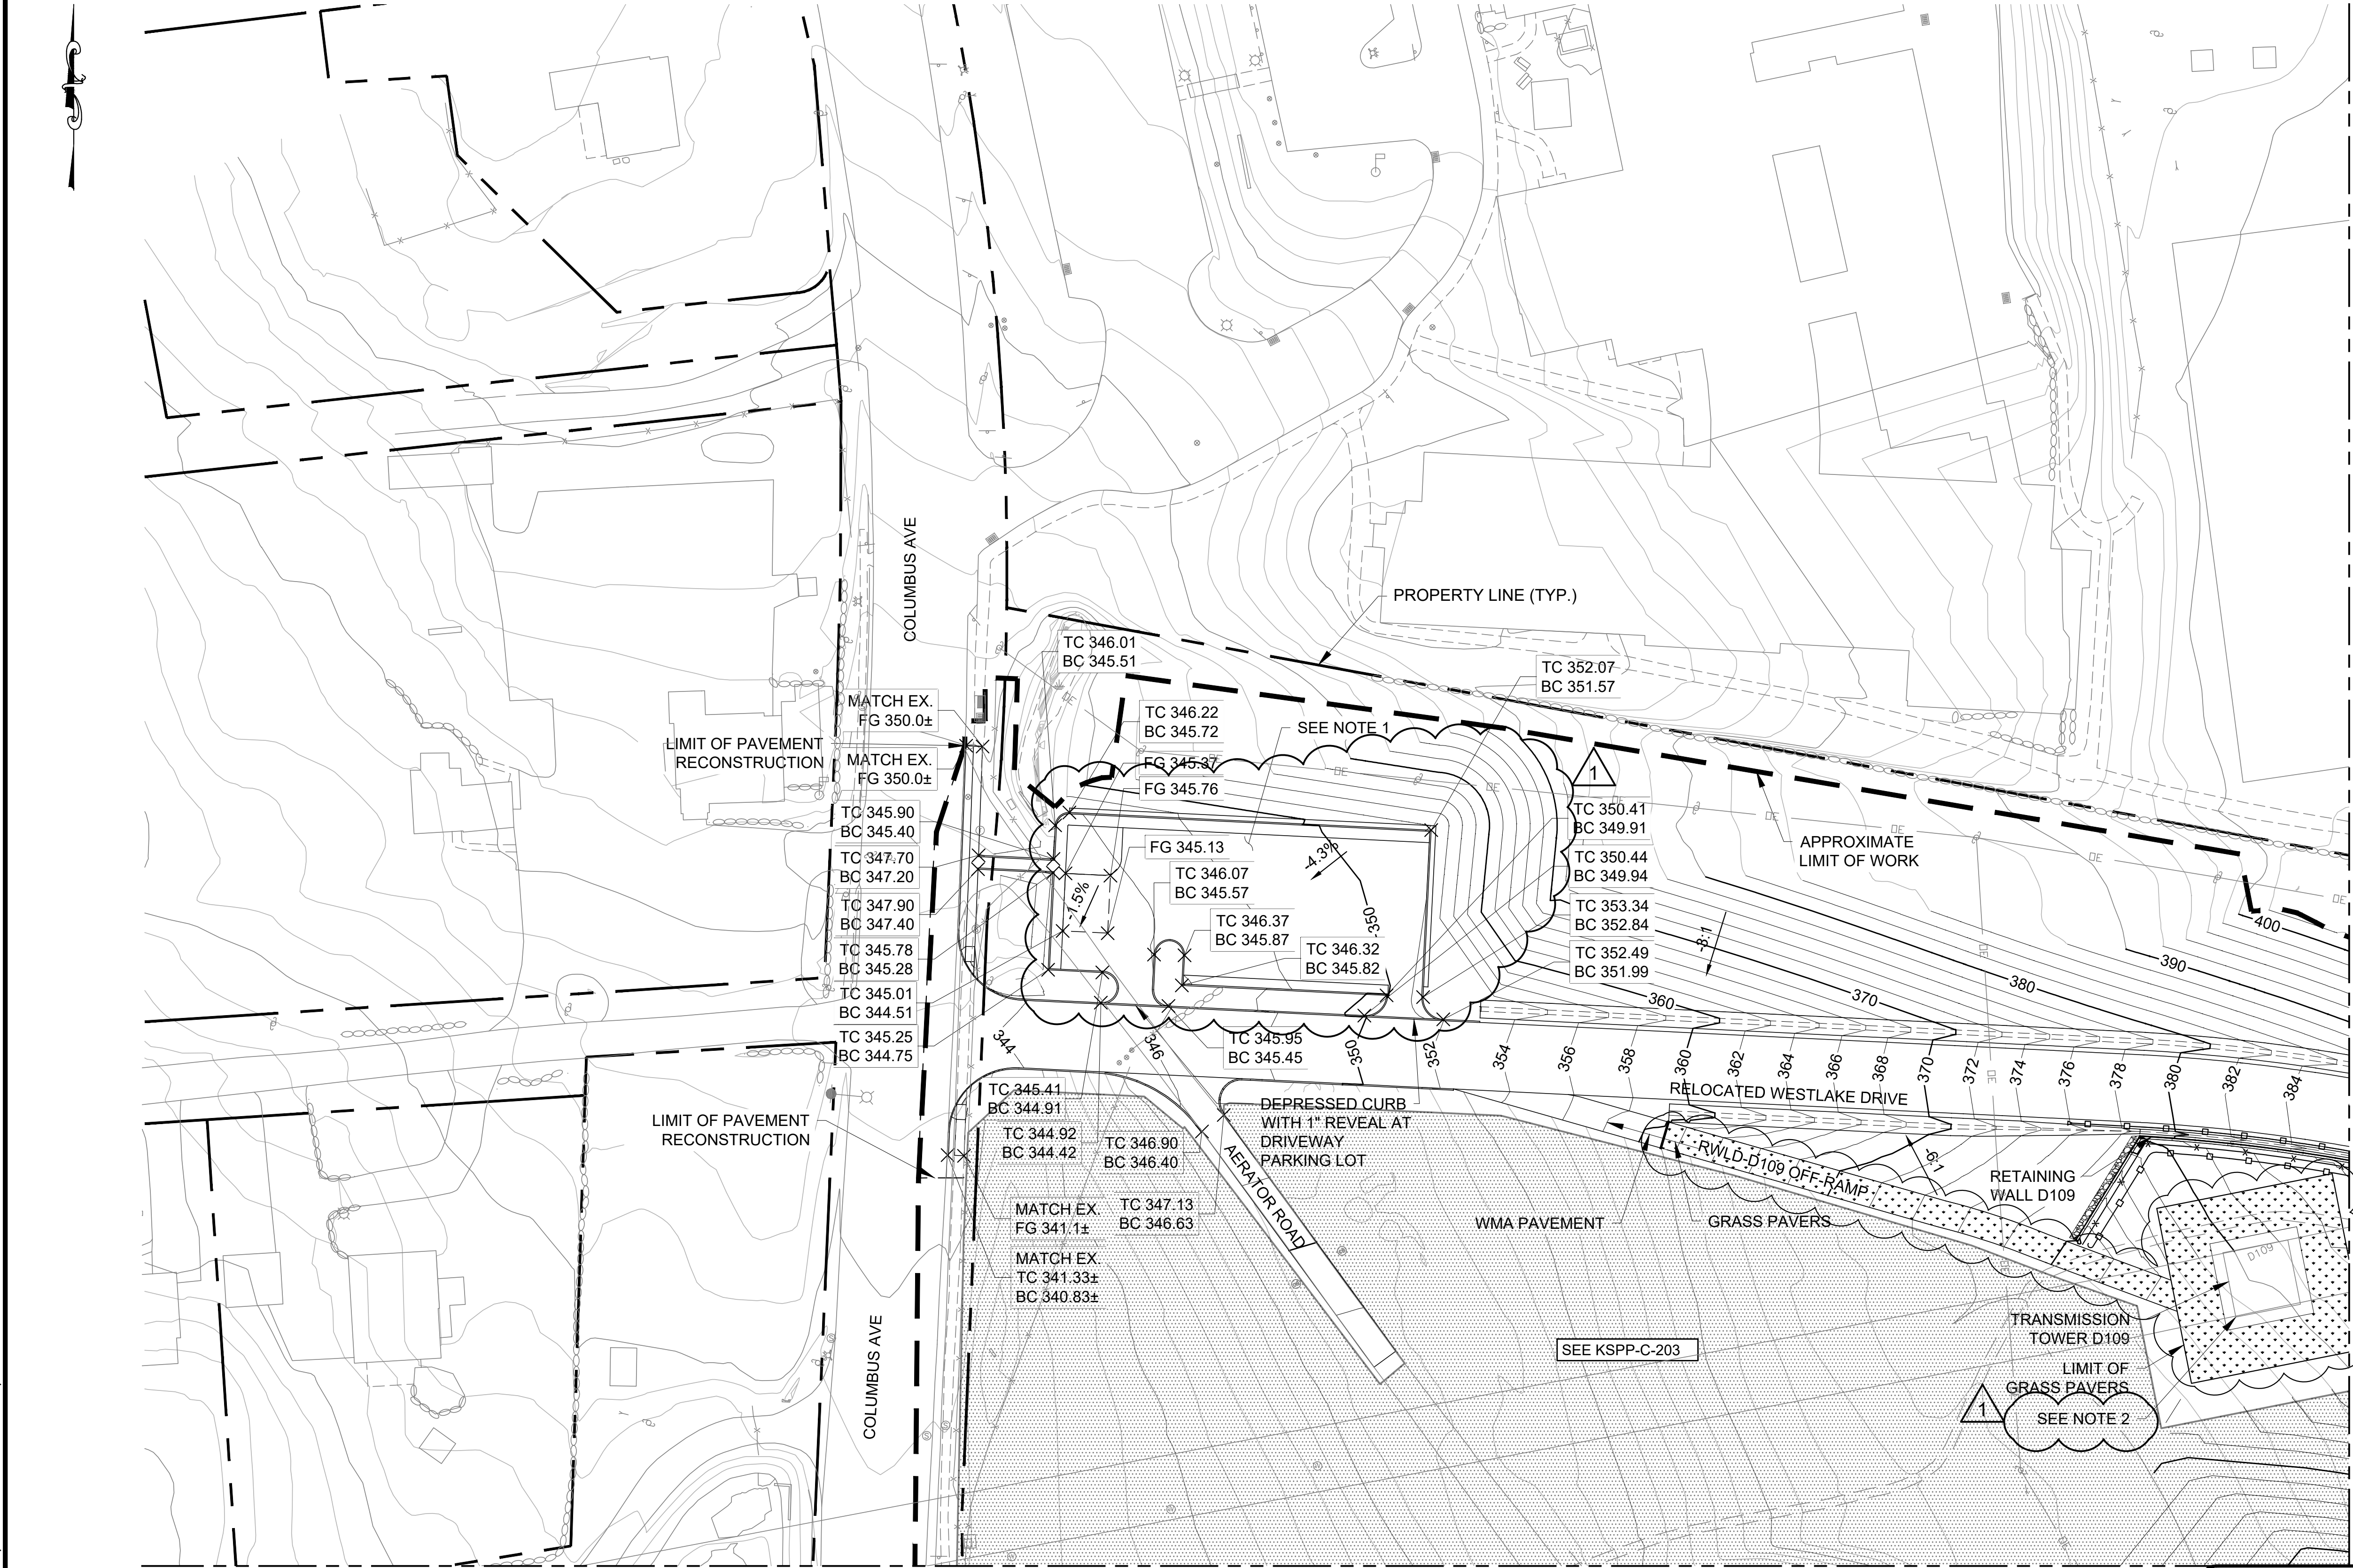 COLUMBUS AVE
PROPERTY LINE (TYP.)
TC 346.01
BC 345.51
TC 352.07
BC 351.57
MATCH EX.
FG 350.0±
TC 346.22
BC 345.72
SEE NOTE 1
LIMIT OF PAVEMENT
RECONSTRUCTION
MATCH EX.
FG 350.0±
FG 345.37
FG 345.76
1
TC 345.90
BC 345.40
TC 350.41
BC 349.91
APPROXIMATE
LIMIT OF WORK
FG 345.13
-4.3%
TC 347.70
BC 347.20
TC 350.44
BC 349.94
TC 346.07
BC 345.57
-1.5%
TC 347.90
BC 347.40
TC 353.34
BC 352.84
TC 346.37
BC 345.87
350
400
-3:1
TC 345.78
BC 345.28
TC 346.32
BC 345.82
TC 352.49
BC 351.99
390
380
370
360
TC 345.01
BC 344.51
TC 345.25
BC 344.75
344
346
TC 345.95
BC 345.45
350
352
354
356
358
360
362
364
366
368
370
372
374
376
378
380
382
384
RELOCATED WESTLAKE DRIVE
TC 345.41
BC 344.91
DEPRESSED CURB
WITH 1" REVEAL AT
DRIVEWAY
PARKING LOT
LIMIT OF PAVEMENT
RECONSTRUCTION
TC 344.92
BC 344.42
TC 346.90
BC 346.40
AERATOR ROAD
RWLD-D109 OFF-RAMP
-6:1
RETAINING
WALL D109
MATCH EX.
FG 341.1±
TC 347.13
BC 346.63
WMA PAVEMENT
GRASS PAVERS
D109
MATCH EX.
TC 341.33±
BC 340.83±
TRANSMISSION
TOWER D109
SEE KSPP-C-203
LIMIT OF
GRASS PAVERS
COLUMBUS AVE
1
SEE NOTE 2